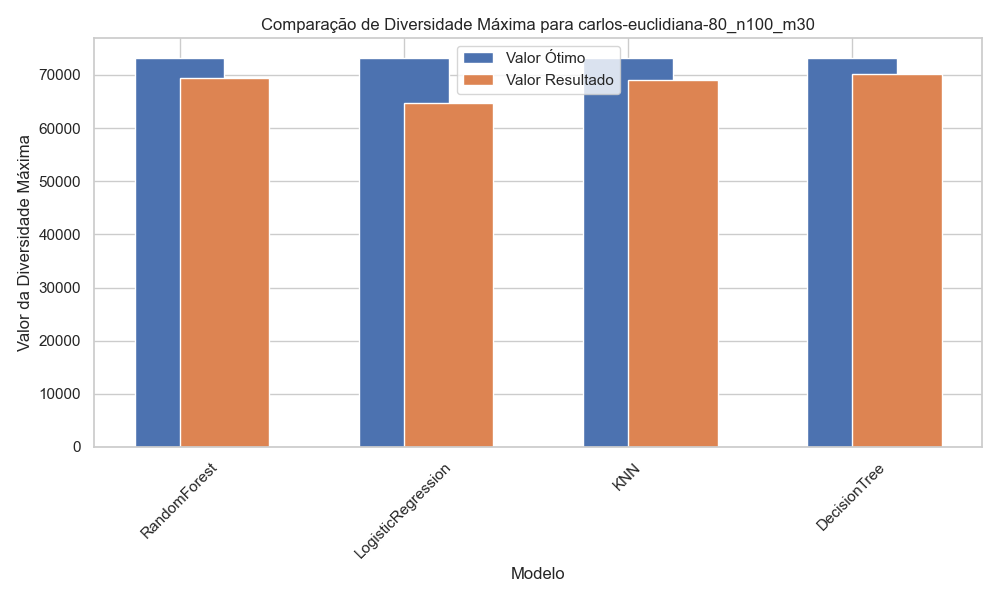 Comparação de Diversidade Máxima para carlos-euclidiana-80_n100_m30
Valor Ótimo
Valor Resultado
Valor da Diversidade Máxima
70000
60000
50000
40000
30000
20000
10000
0
RandomForest
LogisticRegression
KNN
DecisionTree
Modelo